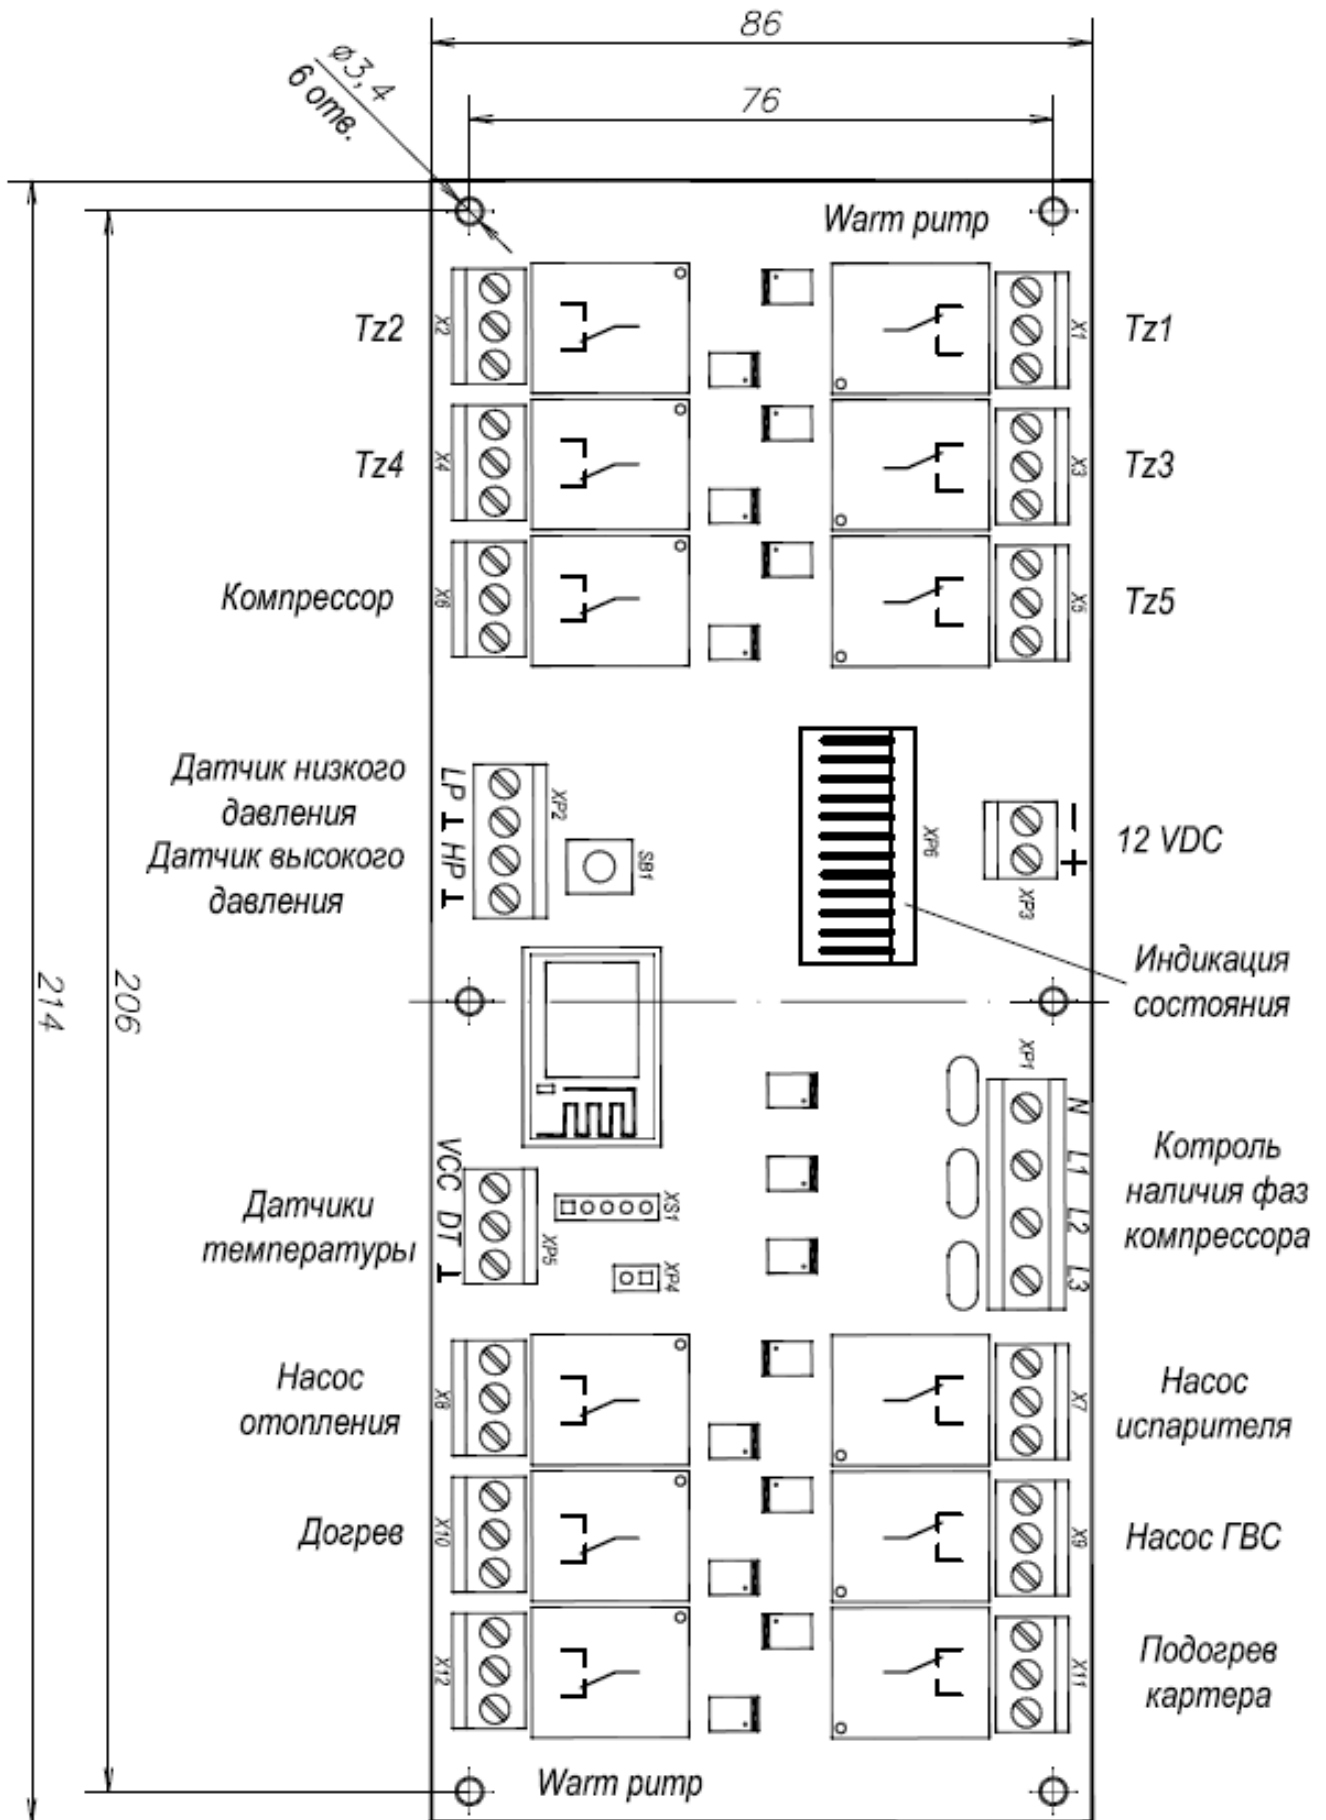 86
ø3,4
6 отв.
76
Warm pump
Tz2
X2
X1
Tz1
Tz4
X4
X3
Tz3
Компрессор
X6
X5
Tz5
Датчик низкого
давления
Датчик высокого
давления
LP
HP
XP2
SB1
XP6
–
+
XP3
12 VDC
Индикация
состояния
214
206
XP1
N
L1
L2
L3
Котроль
наличия фаз
компрессора
VCC
DT
Датчики
температуры
XP5
XS1
XP4
Насос
отопления
X8
X7
Насос
испарителя
Догрев
X10
X9
Насос ГВС
X12
X11
Подогрев
картера
Warm pump